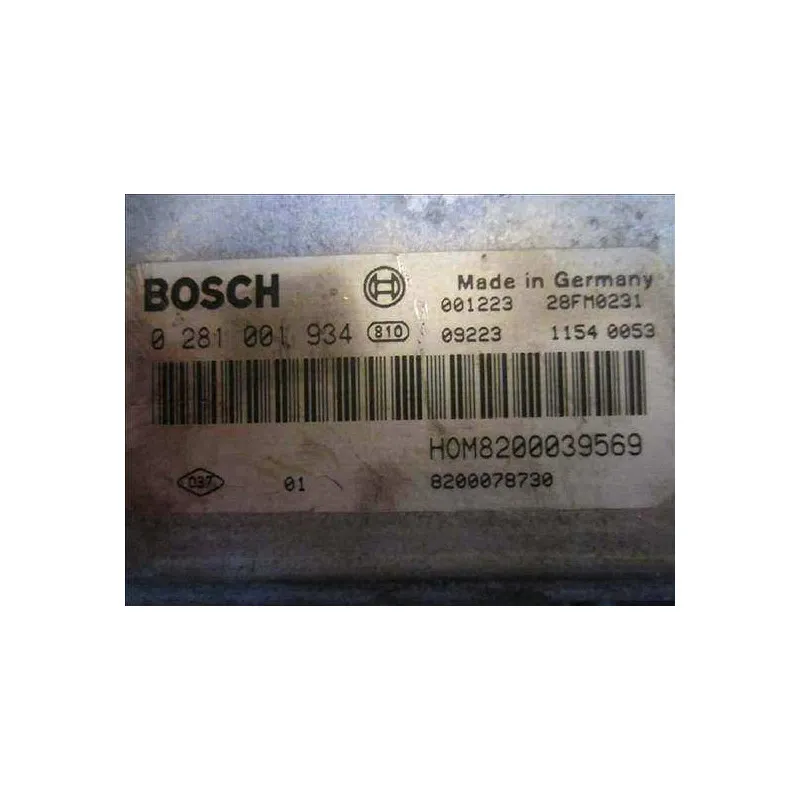 BOSCH Made in Germany
001223 28FM0231
0 281 001 934 810 09223 1154 0053
HOM8200039569
037 01 8200078730